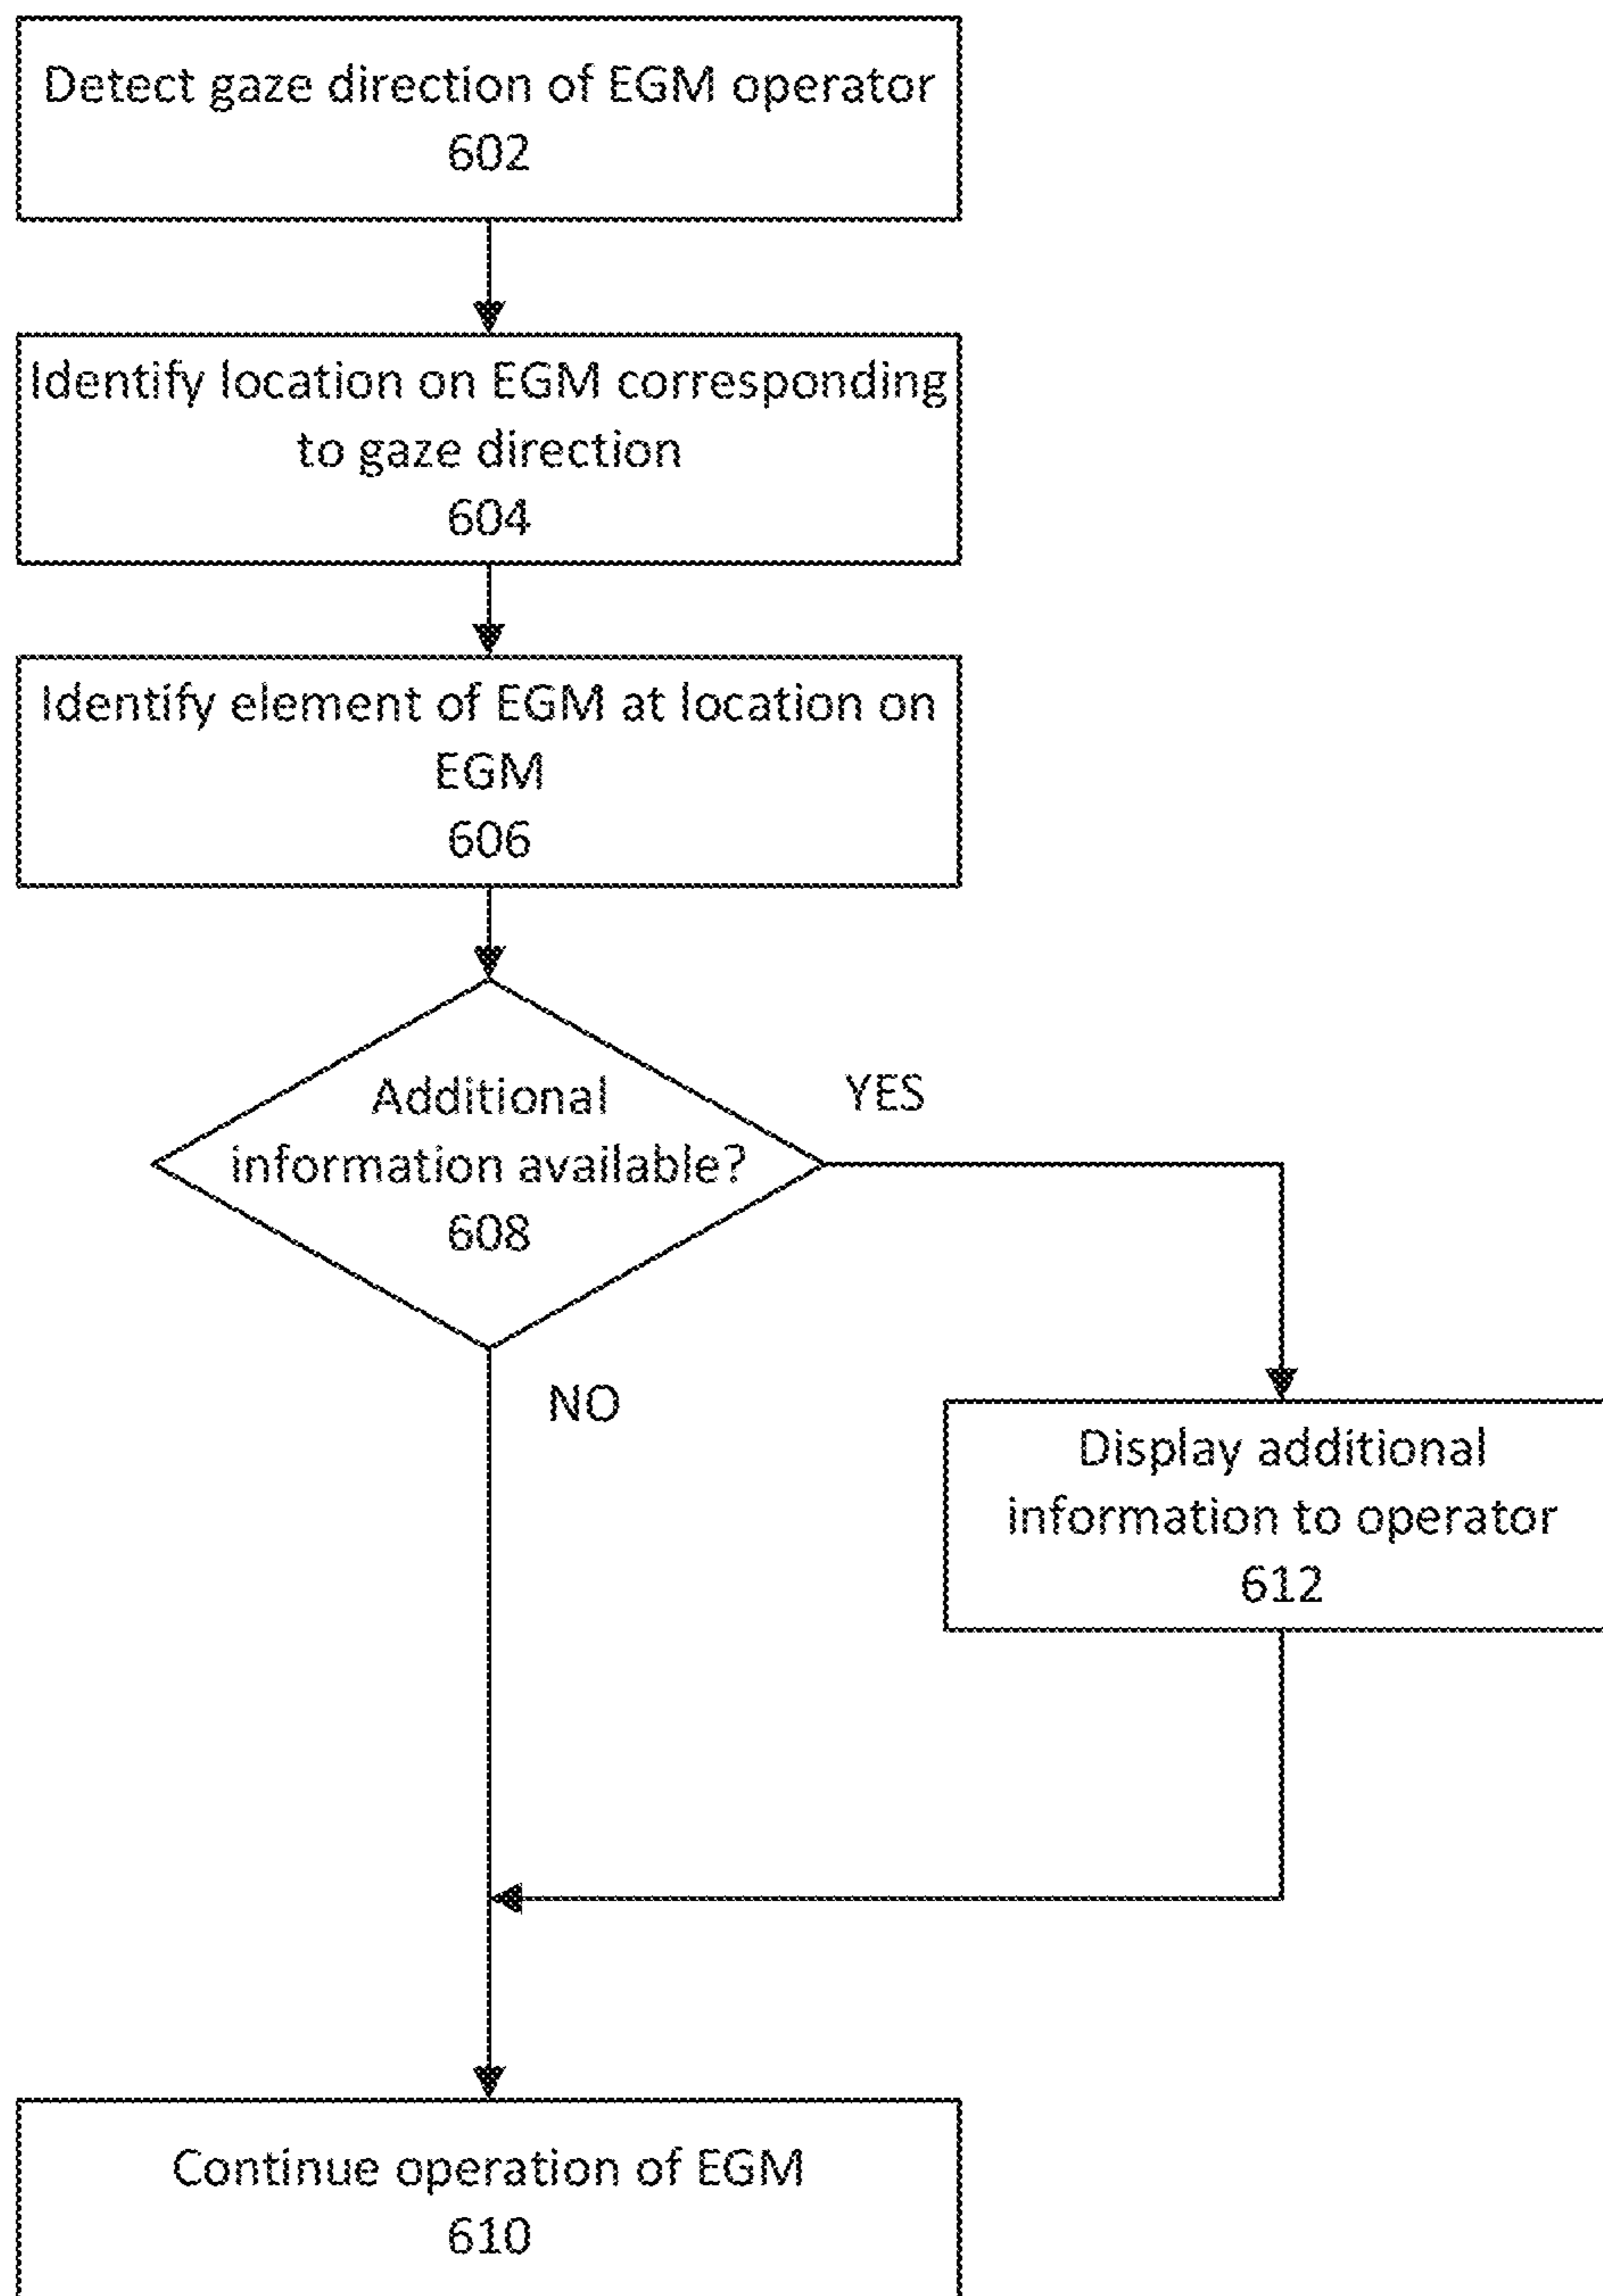 Detect gaze direction of EGM operator
602
Identify location on EGM corresponding
to gaze direction
604
Identify element of EGM at location on
EGM
606
Additional
information available?
608
YES
NO
Display additional
information to operator
612
Continue operation of EGM
610